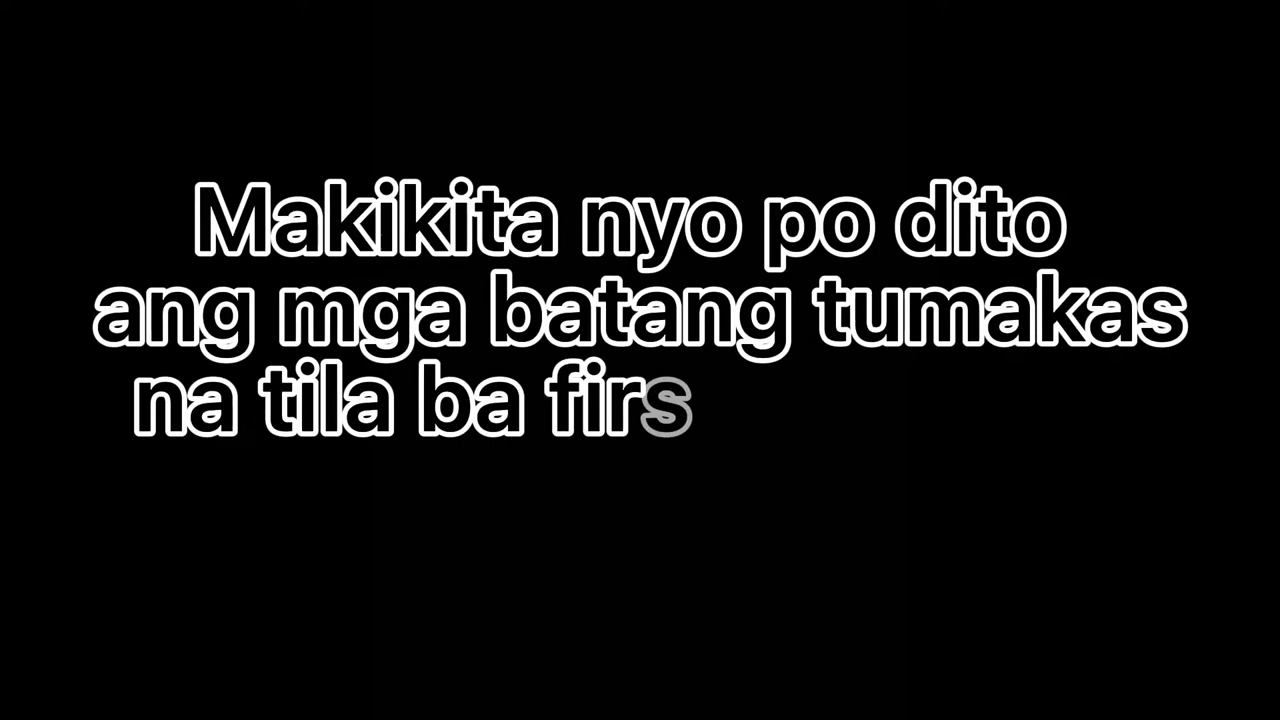 Makikita nyo po dito
ang mga batang tumakas
na tila ba firs